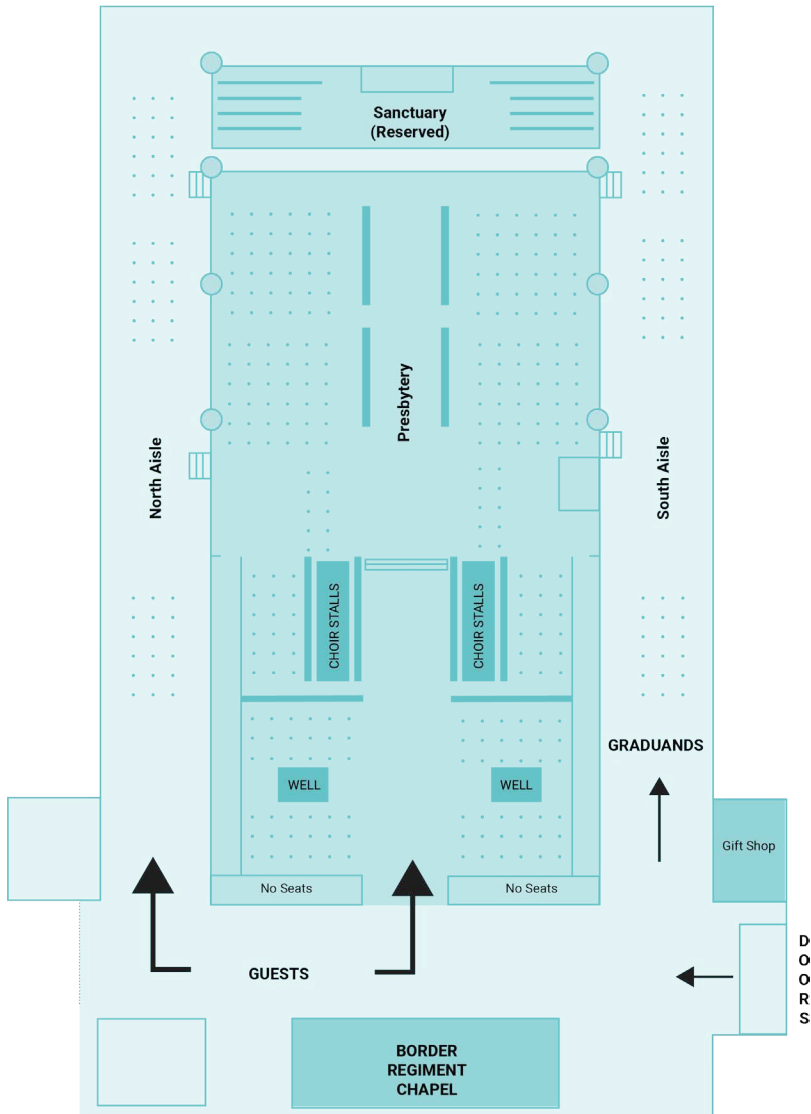 Sanctuary
(Reserved)
Presbytery
North Aisle
South Aisle
CHOIR STALLS
CHOIR STALLS
GRADUANDS
WELL
WELL
Gift Shop
No Seats
No Seats
GUESTS
BORDER
REGIMENT
CHAPEL